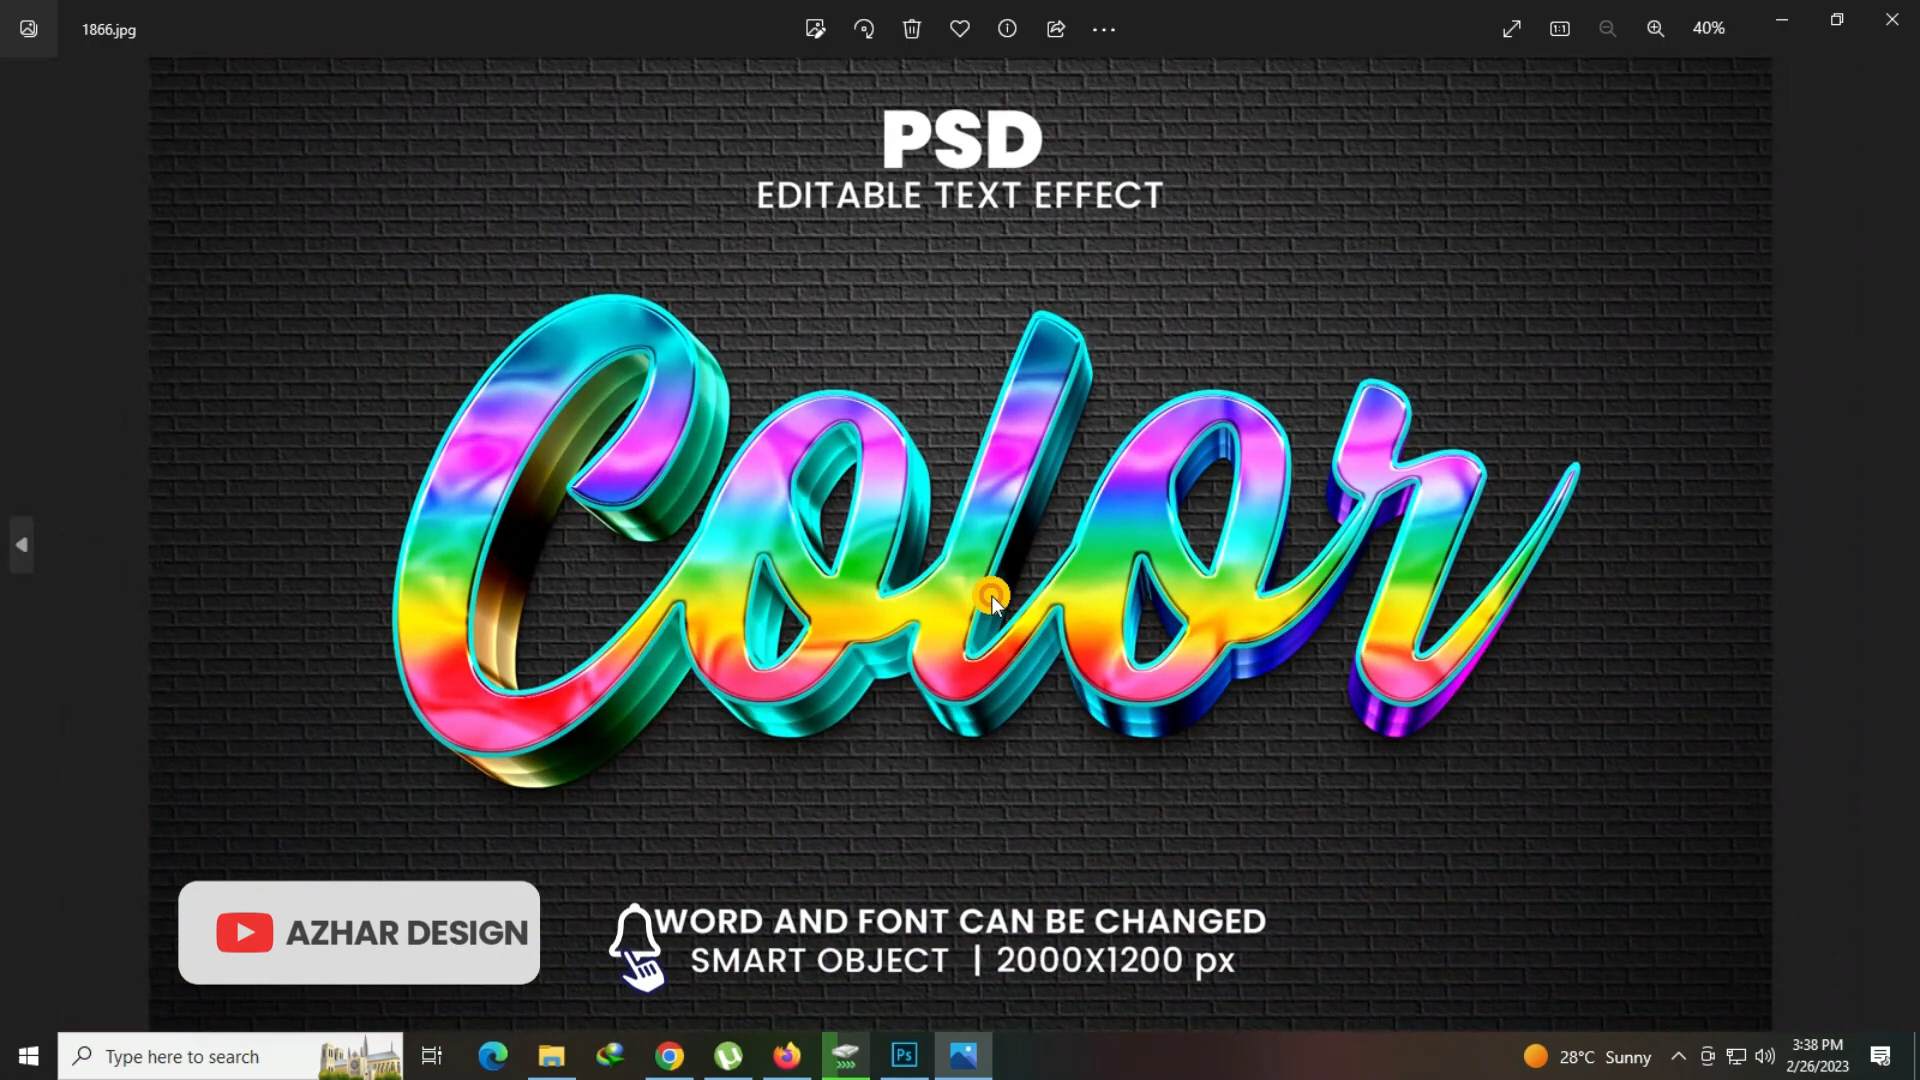 1866.jpg
40%
PSD
EDITABLE TEXT EFFECT
Color
AZHAR DESIGN
WORD AND FONT CAN BE CHANGED
SMART OBJECT | 2000X1200 px
Type here to search
Ps
28°C Sunny
3:38 PM
2/26/2023